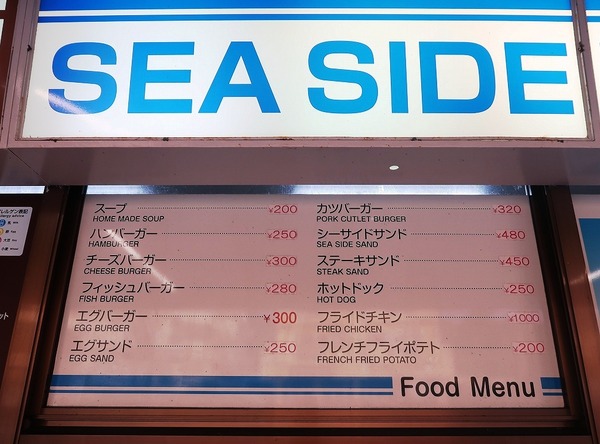 SEA SIDE
スープ ¥200
HOME MADE SOUP
ハンバーガー ¥250
HAMBURGER
チーズバーガー ¥300
CHEESE BURGER
フィッシュバーガー ¥280
FISH BURGER
エグバーガー ¥300
EGG BURGER
エグサンド ¥250
EGG SAND
カツバーガー ¥320
PORK CUTLET BURGER
シーサイドサンド ¥480
SEA SIDE SAND
ステーキサンド ¥450
STEAK SAND
ホットドック ¥250
HOT DOG
フライドチキン ¥1000
FRIED CHICKEN
フレンチフライポテト ¥200
FRENCH FRIED POTATO
Food Menu